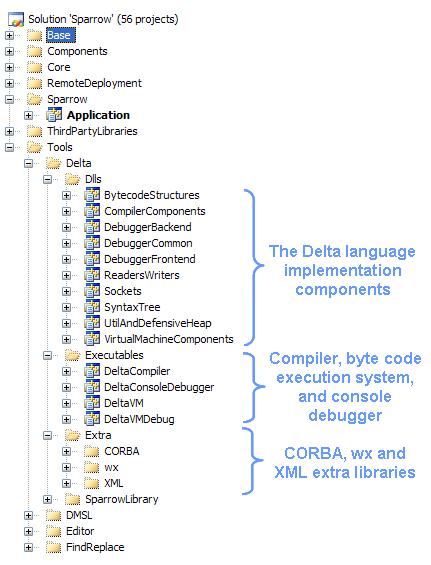 Solution 'Sparrow' (56 projects)
Base
Components
Core
RemoteDeployment
Sparrow
Application
ThirdPartyLibraries
Tools
Delta
Dlls
BytecodeStructures
CompilerComponents
DebuggerBackend
DebuggerCommon
DebuggerFrontend
ReadersWriters
Sockets
SyntaxTree
UtilAndDefensiveHeap
VirtualMachineComponents
The Delta language
implementation
components
Executables
DeltaCompiler
DeltaConsoleDebugger
DeltaVM
DeltaVMDebug
Compiler, byte code
execution system,
and console
debugger
Extra
CORBA
wx
XML
CORBA, wx and
XML extra libraries
SparrowLibrary
DMSL
Editor
FindReplace